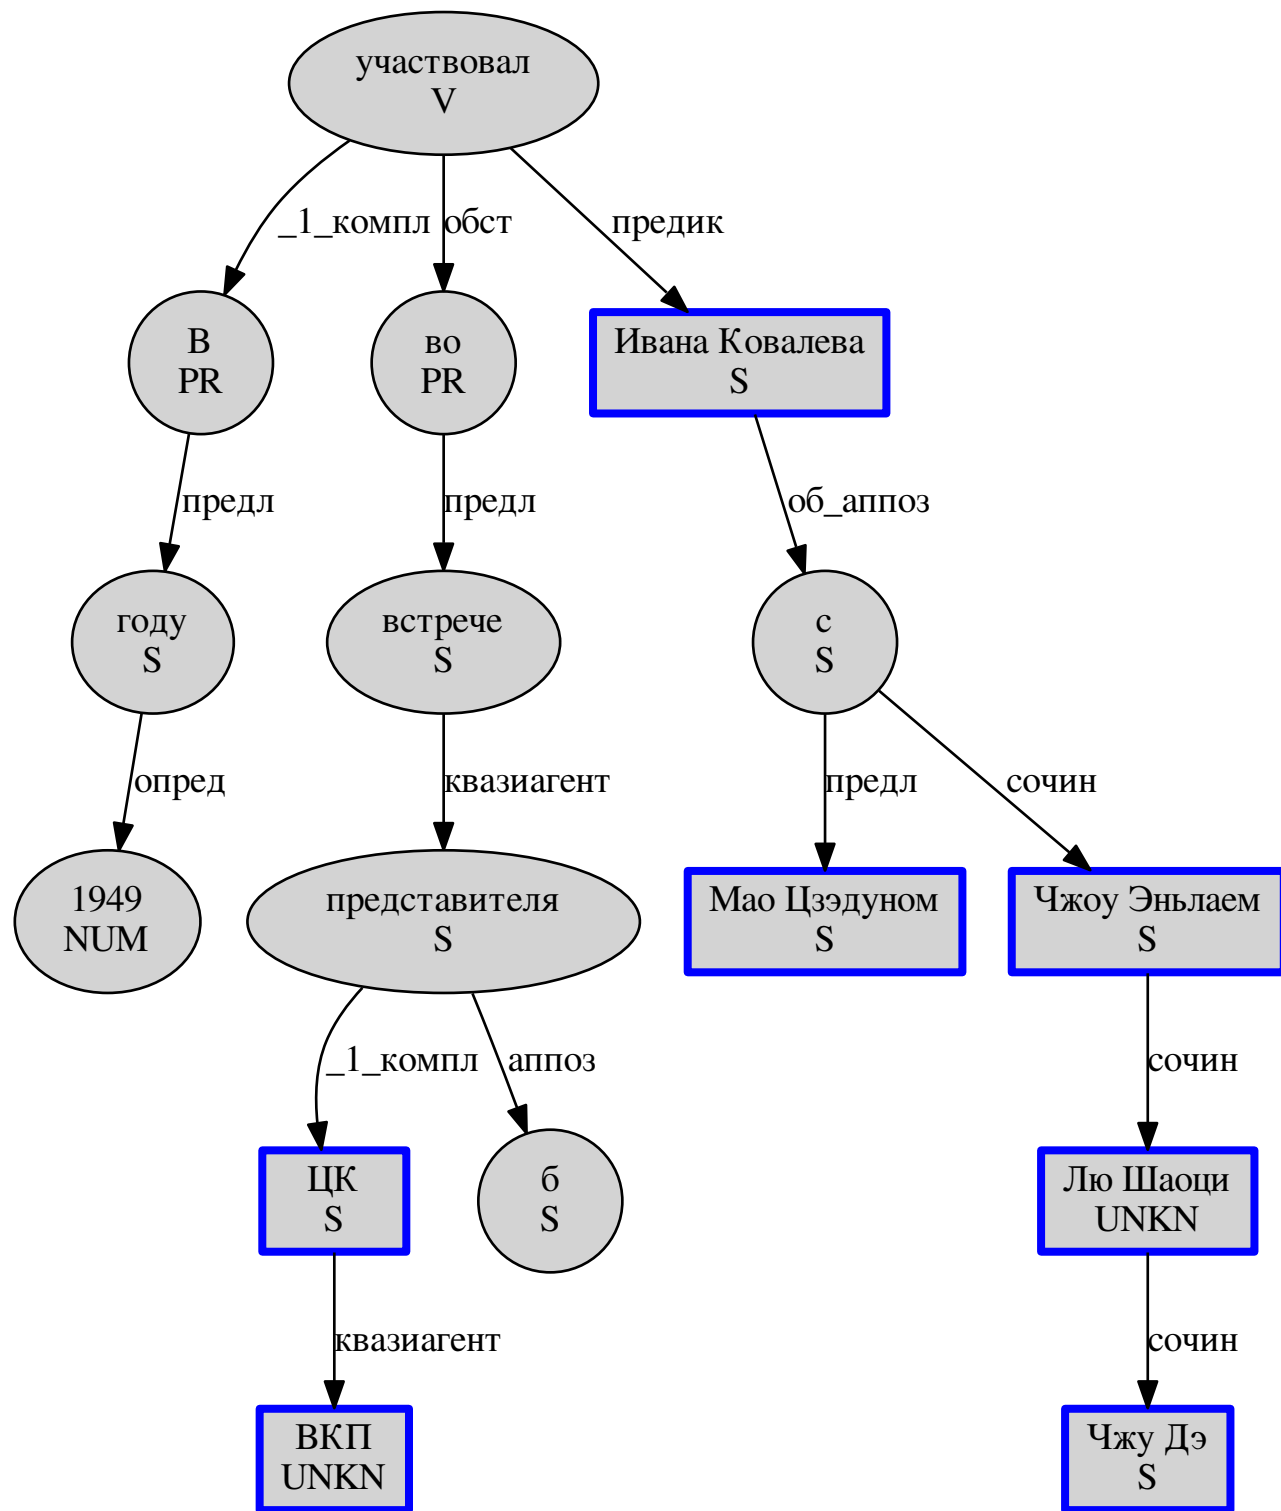 участвовал
V
_1_компл
обст
предик
В
PR
во
PR
Ивана Ковалева
S
предл
предл
об_аппоз
году
S
встрече
S
с
S
опред
квазиагент
предл
сочин
1949
NUM
представителя
S
Мао Цзэдуном
S
Чжоу Эньлаем
S
_1_компл
аппоз
сочин
ЦК
S
б
S
Лю Шаоци
UNKN
квазиагент
сочин
ВКП
UNKN
Чжу Дэ
S